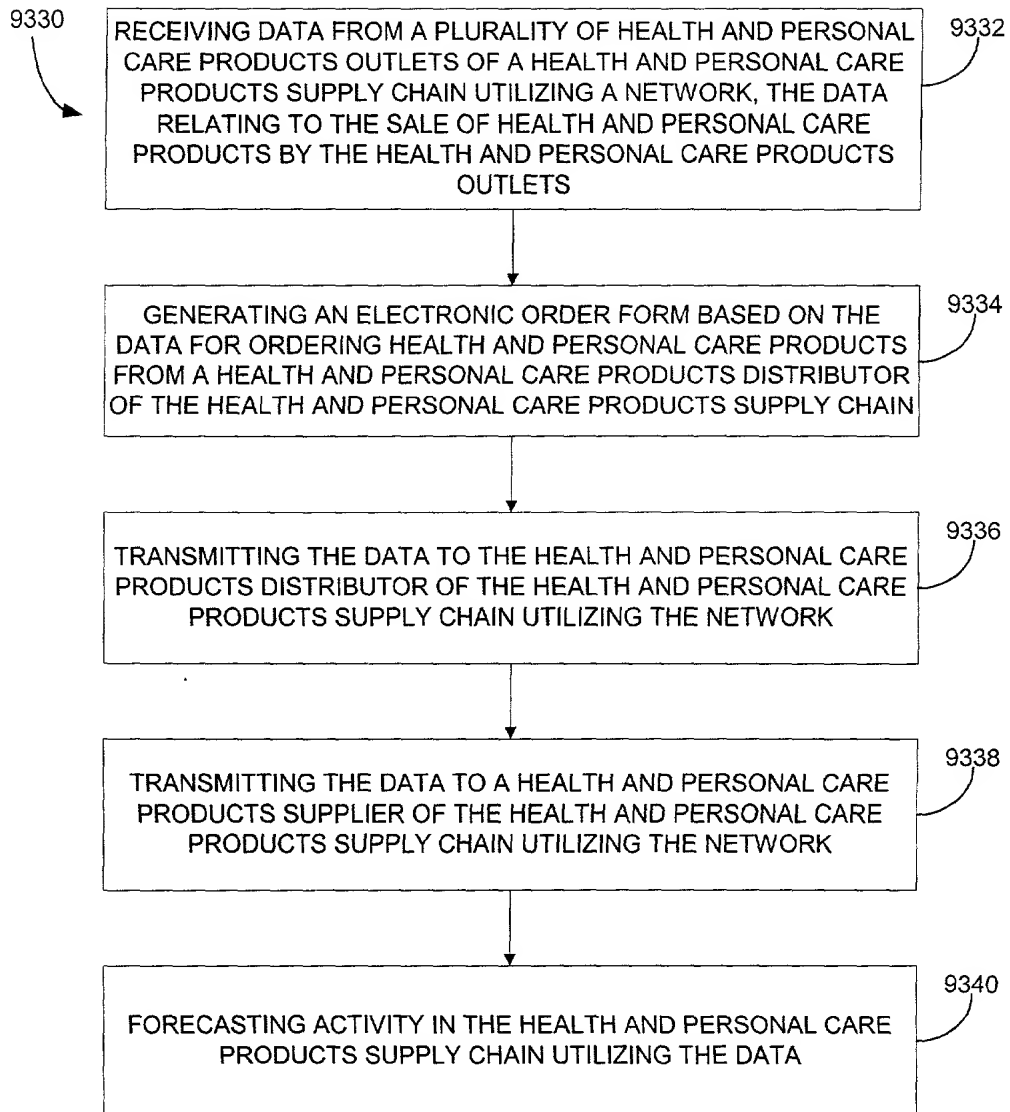 9330
RECEIVING DATA FROM A PLURALITY OF HEALTH AND PERSONAL
CARE PRODUCTS OUTLETS OF A HEALTH AND PERSONAL CARE
PRODUCTS SUPPLY CHAIN UTILIZING A NETWORK, THE DATA
RELATING TO THE SALE OF HEALTH AND PERSONAL CARE
PRODUCTS BY THE HEALTH AND PERSONAL CARE PRODUCTS
OUTLETS
9332
GENERATING AN ELECTRONIC ORDER FORM BASED ON THE
DATA FOR ORDERING HEALTH AND PERSONAL CARE PRODUCTS
FROM A HEALTH AND PERSONAL CARE PRODUCTS DISTRIBUTOR
OF THE HEALTH AND PERSONAL CARE PRODUCTS SUPPLY CHAIN
9334
TRANSMITTING THE DATA TO THE HEALTH AND PERSONAL CARE
PRODUCTS DISTRIBUTOR OF THE HEALTH AND PERSONAL CARE
PRODUCTS SUPPLY CHAIN UTILIZING THE NETWORK
9336
TRANSMITTING THE DATA TO A HEALTH AND PERSONAL CARE
PRODUCTS SUPPLIER OF THE HEALTH AND PERSONAL CARE
PRODUCTS SUPPLY CHAIN UTILIZING THE NETWORK
9338
FORECASTING ACTIVITY IN THE HEALTH AND PERSONAL CARE
PRODUCTS SUPPLY CHAIN UTILIZING THE DATA
9340